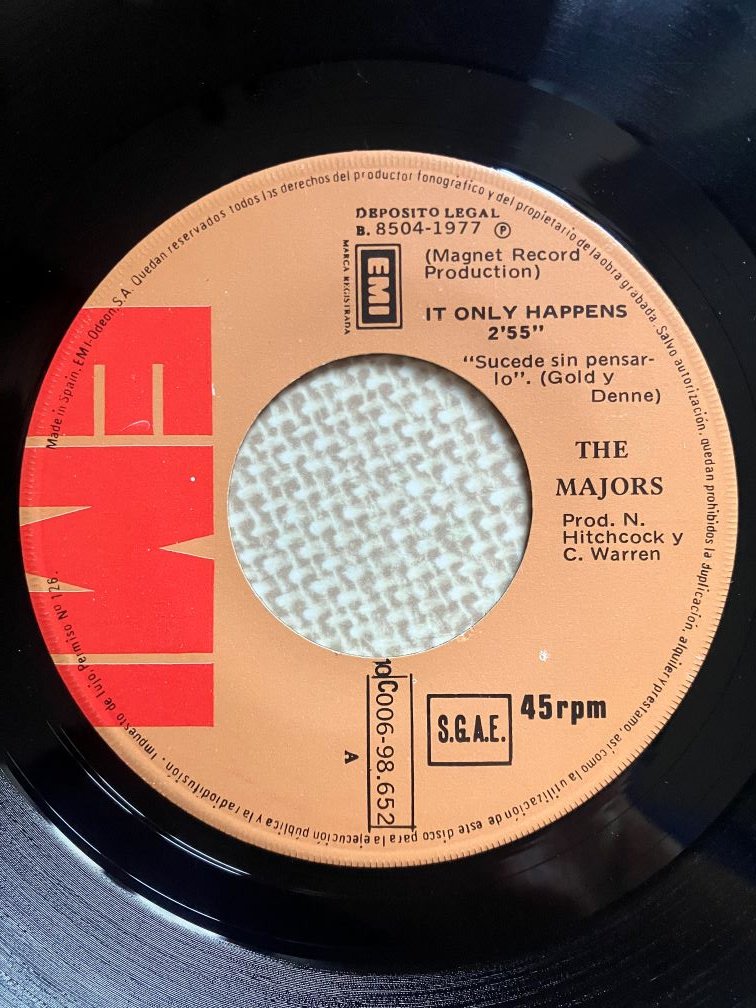 Made in Spain. EMI-Odeon, S.A. Quedan reservados todos los derechos del productor fonográfico y del propietario de la obra grabada. Salvo autorización, quedan prohibidos la duplicación, alquiler y prestamo, así como la utilización de este disco para la ejecución pública y la radiodifusión. Impuesto de lujo, Permiso Nº 126.
DEPOSITO LEGAL
B. 8504-1977 Ⓟ
(Magnet Record
Production)
EMI
MARCA REGISTRADA
IT ONLY HAPPENS
2'55"
"Sucede sin pensar-
lo". (Gold y
Denne)
THE
MAJORS
Prod. N.
Hitchcock y
C. Warren
EMI
10C006-98.652
A
S.G.A.E.
45rpm